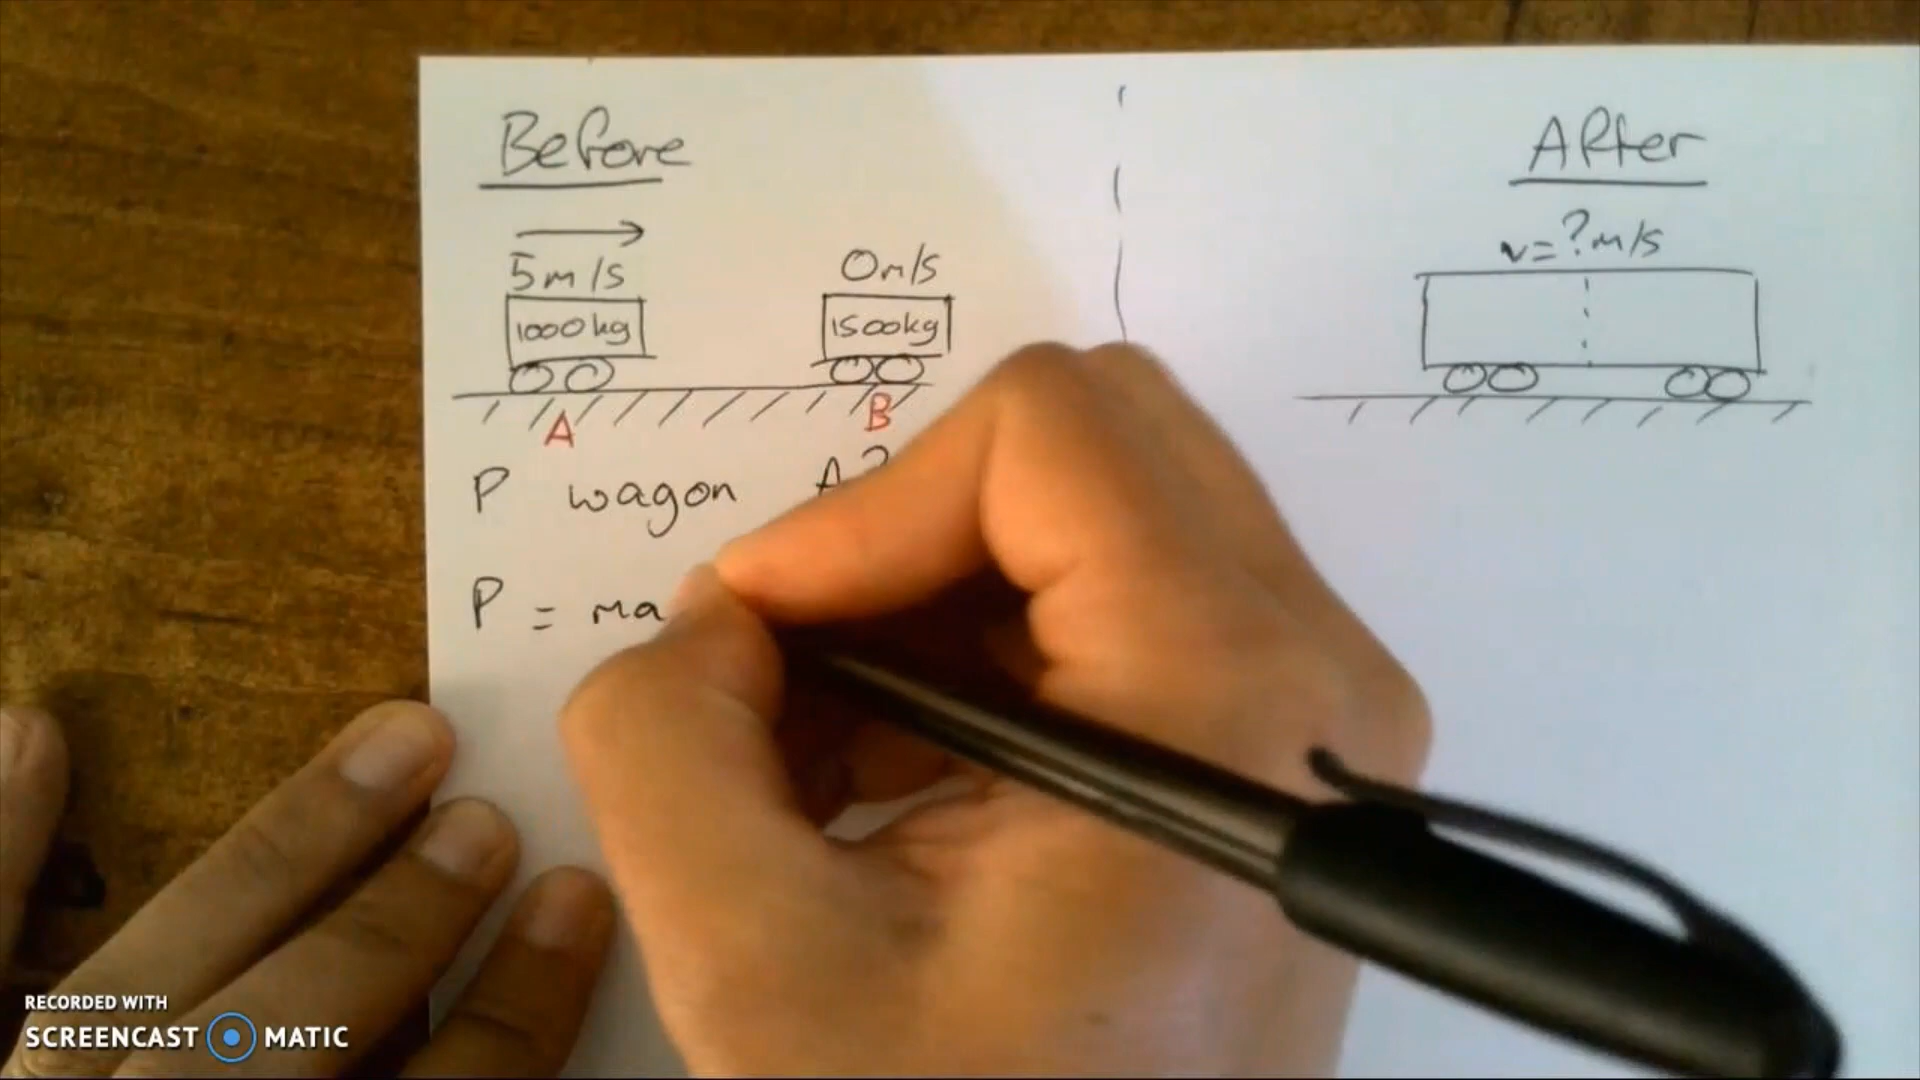 Before
After
5m/s
0m/s
v=?m/s
1000kg
1500kg
A
B
P wagon A?
P = ma
RECORDED WITH
SCREENCAST MATIC